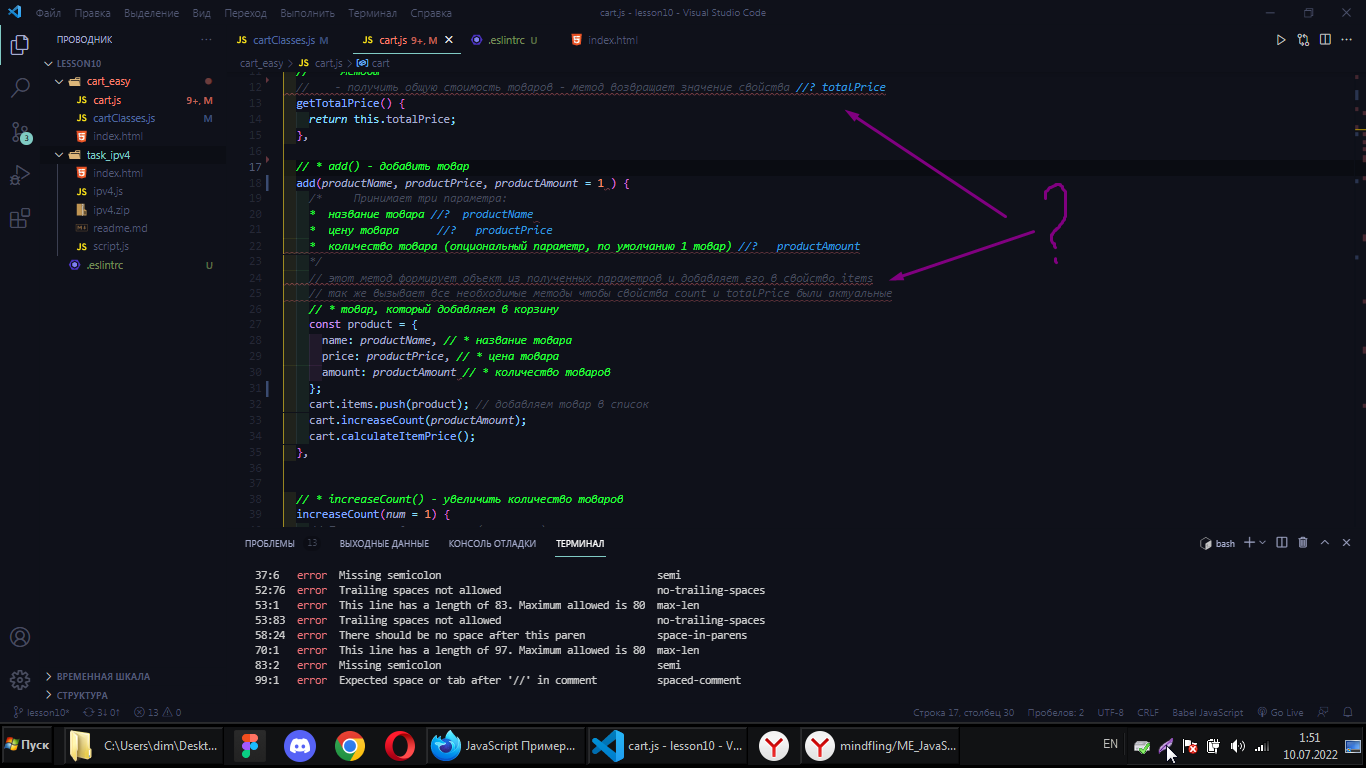 Файл Правка Выделение Вид Переход Выполнить Терминал Справка cart.js - lesson10 - Visual Studio Code
ПРОВОДНИК ··· JS cartClasses.js M JS cart.js 9+, M .eslintrc U index.html ···
LESSON10 cart_easy > JS cart.js > cart
cart_easy
JS cart.js 9+, M
JS cartClasses.js M
index.html
task_ipv4
index.html
JS ipv4.js
ipv4.zip
readme.md
JS script.js
.eslintrc U
3
12 // - получить общую стоимость товаров - метод возвращает значение свойства //? totalPrice
13 getTotalPrice() {
14 return this.totalPrice;
15 },
16
17 // * add() - добавить товар
18 add(productName, productPrice, productAmount = 1 ) {
19 /* Принимает три параметра:
20 * название товара //? productName
21 * цену товара //? productPrice
22 * количество товара (опциональный параметр, по умолчанию 1 товар) //? productAmount
23 */
24 // этот метод формирует объект из полученных параметров и добавляет его в свойство items
25 // так же вызывает все необходимые методы чтобы свойства count и totalPrice были актуальные
26 // * товар, который добавляем в корзину
27 const product = {
28 name: productName, // * название товара
29 price: productPrice, // * цена товара
30 amount: productAmount // * количество товаров
31 };
32 cart.items.push(product); // добавляем товар в список
33 cart.increaseCount(productAmount);
34 cart.calculateItemPrice();
35 },
36
37
38 // * increaseCount() - увеличить количество товаров
39 increaseCount(num = 1) {
?
ПРОБЛЕМЫ 13 ВЫХОДНЫЕ ДАННЫЕ КОНСОЛЬ ОТЛАДКИ ТЕРМИНАЛ bash
37:6 error Missing semicolon semi
52:76 error Trailing spaces not allowed no-trailing-spaces
53:1 error This line has a length of 83. Maximum allowed is 80 max-len
53:83 error Trailing spaces not allowed no-trailing-spaces
58:24 error There should be no space after this paren space-in-parens
70:1 error This line has a length of 97. Maximum allowed is 80 max-len
83:2 error Missing semicolon semi
99:1 error Expected space or tab after '//' in comment spaced-comment
ВРЕМЕННАЯ ШКАЛА
СТРУКТУРА
lesson10* 3↓ 0↑ 13 0 Строка 17, столбец 30 Пробелов: 2 UTF-8 CRLF Babel JavaScript Go Live
Пуск C:\Users\dim\Deskt... JavaScript Пример... cart.js - lesson10 - V... mindfling/ME_JavaS... EN 1:51
10.07.2022